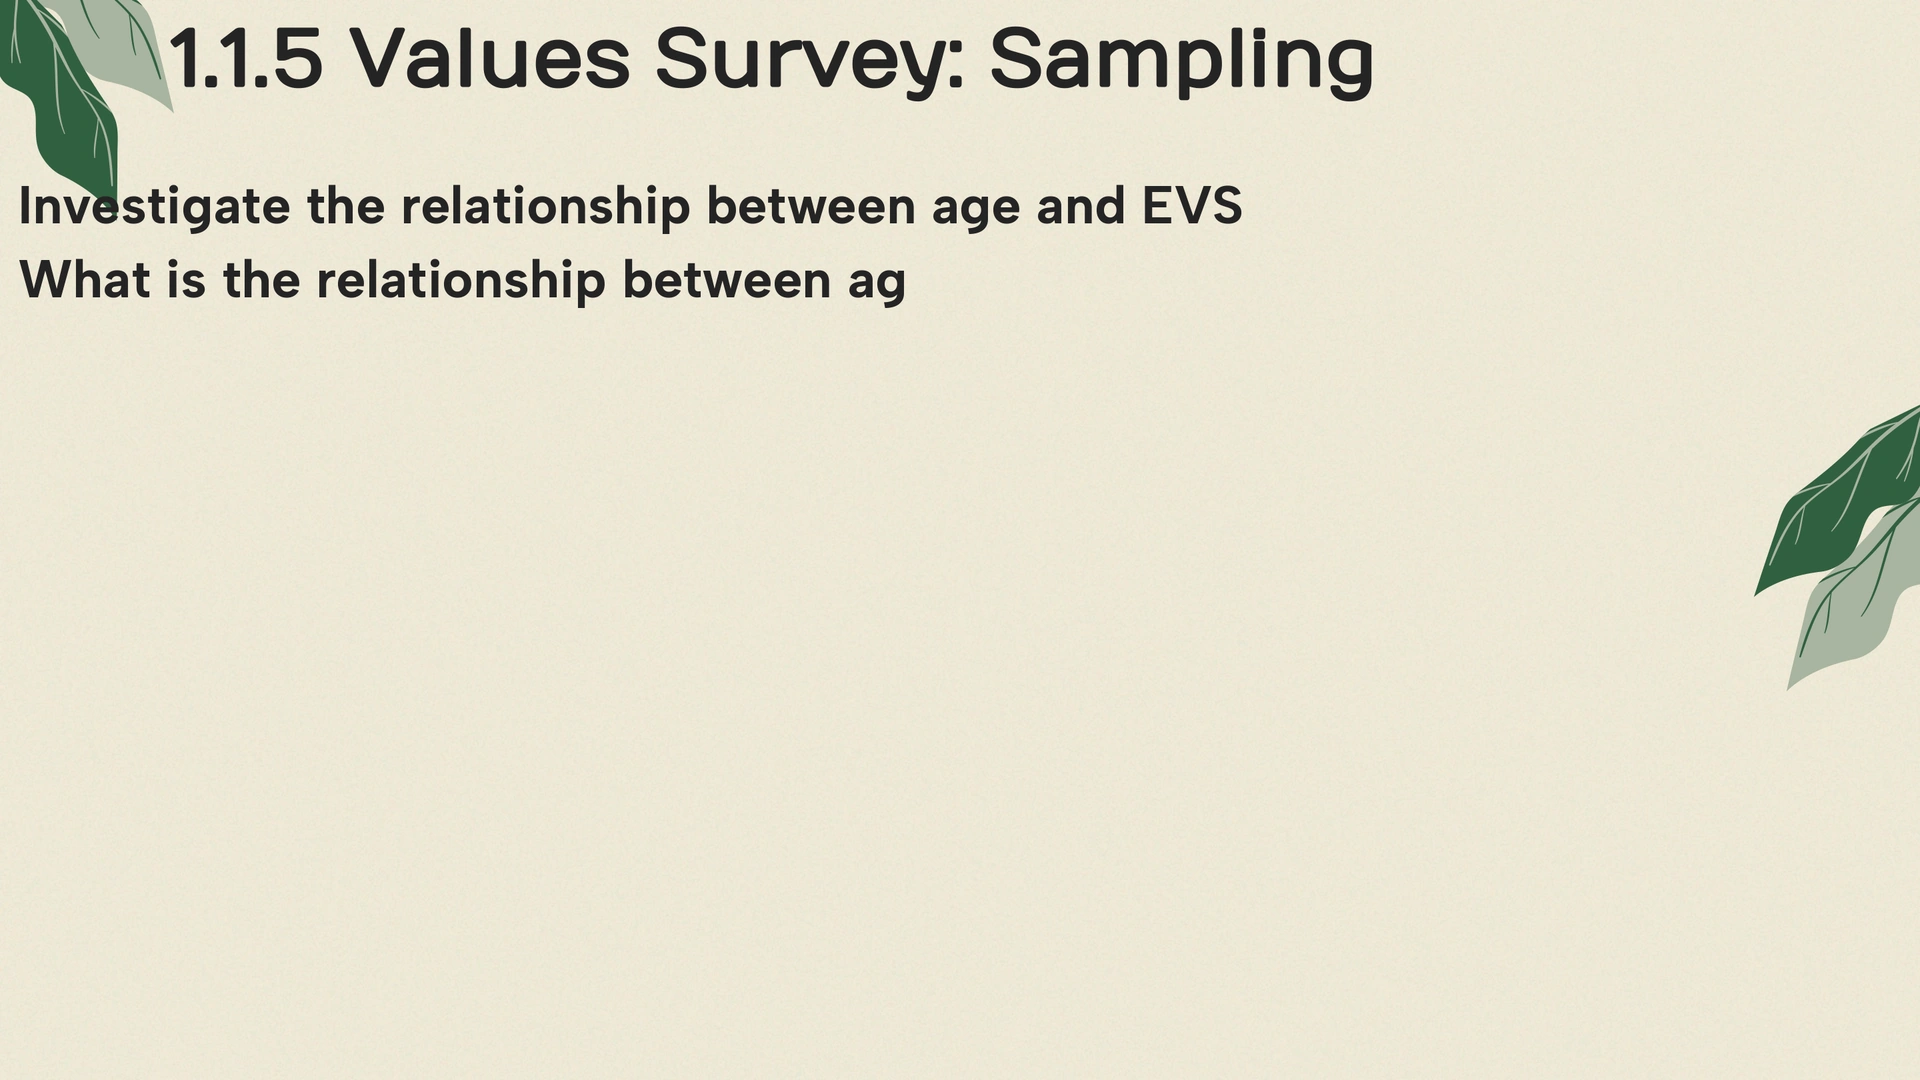 1.1.5 Values Survey: Sampling
Investigate the relationship between age and EVS
What is the relationship between ag